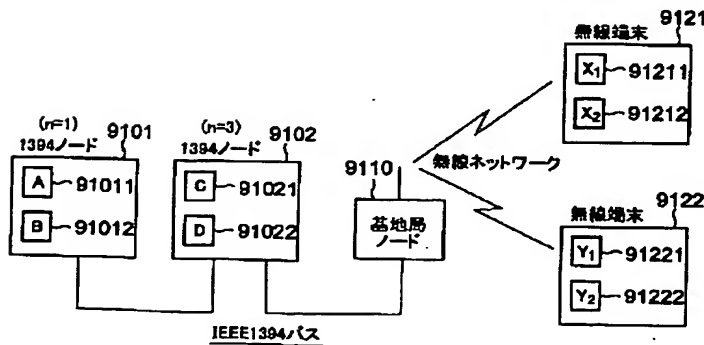 (n=1)
1394ノード
9101
A
91011
B
91012
(n=3)
1394ノード
9102
C
91021
D
91022
IEEE1394バス
9110
基地局
ノード
無線ネットワーク
無線端末
9121
X1
91211
X2
91212
無線端末
9122
Y1
91221
Y2
91222